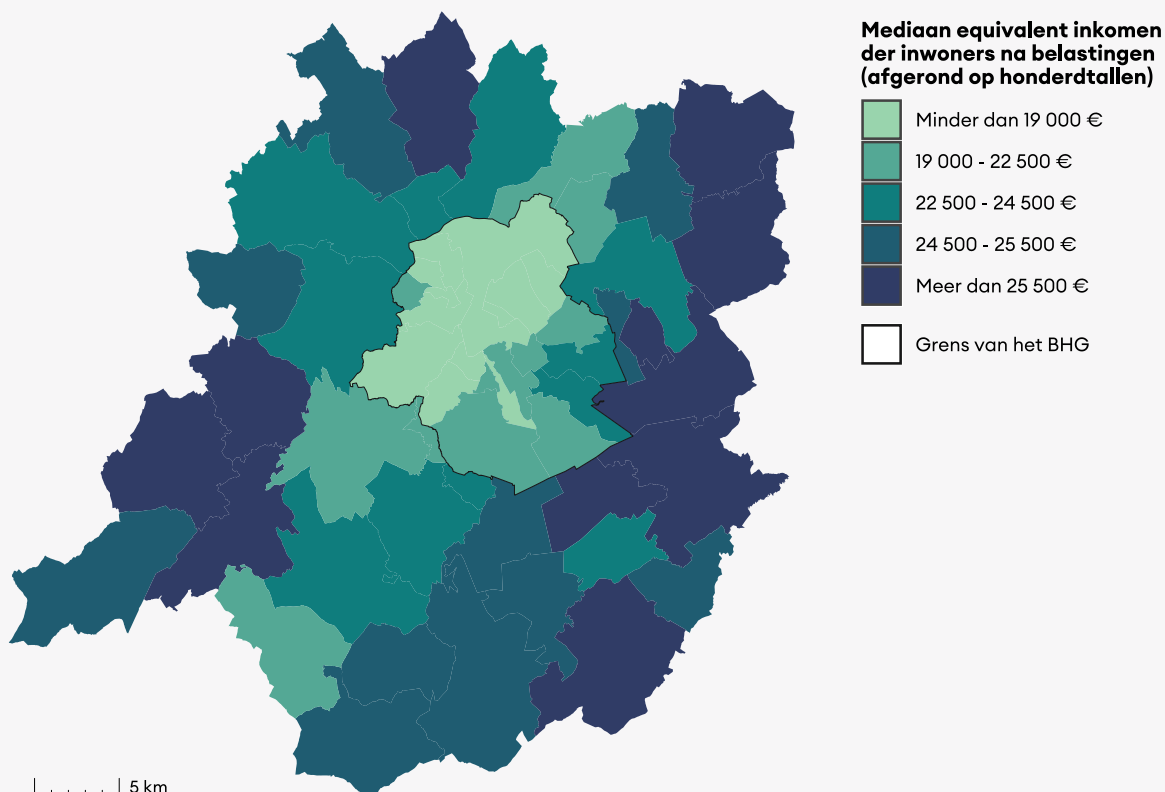 Mediaan equivalent inkomen
der inwoners na belastingen
(afgerond op honderdtallen)
Minder dan 19 000 €
19 000 - 22 500 €
22 500 - 24 500 €
24 500 - 25 500 €
Meer dan 25 500 €
Grens van het BHG
5 km